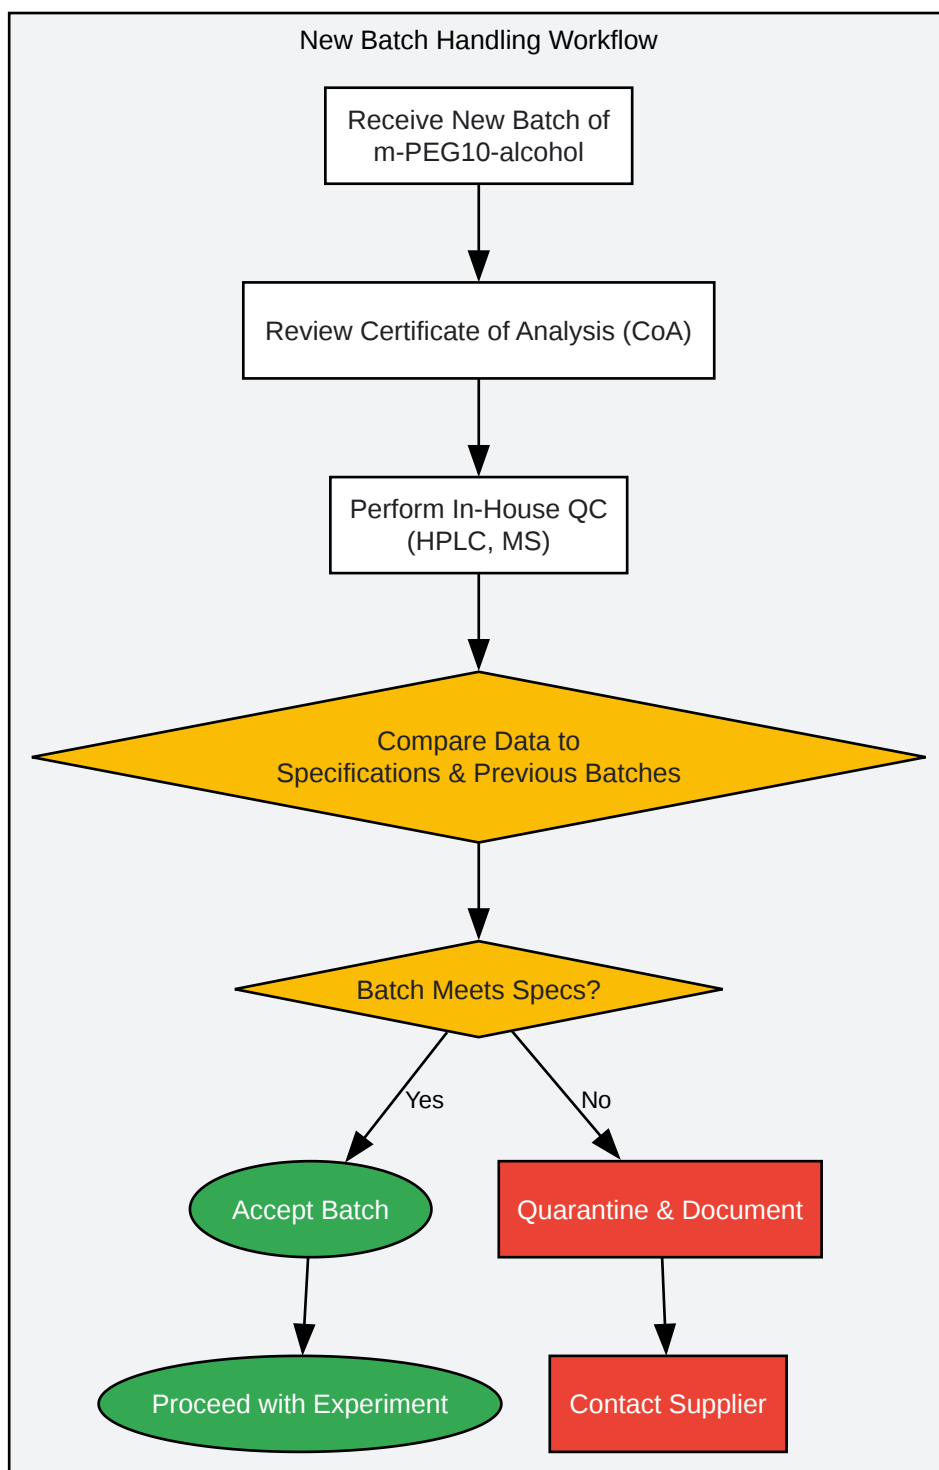 New Batch Handling Workflow
Receive New Batch of
m-PEG10-alcohol
Review Certificate of Analysis (CoA)
Perform In-House QC
(HPLC, MS)
Compare Data to
Specifications & Previous Batches
Batch Meets Specs?
Yes
No
Accept Batch
Quarantine & Document
Proceed with Experiment
Contact Supplier